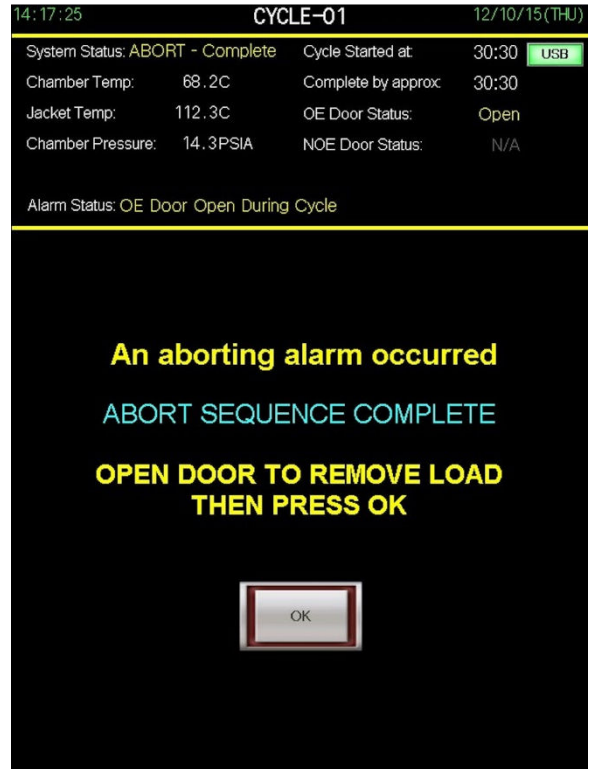 14:17:25 CYCLE-01 12/10/15(THU)
System Status: ABORT - Complete Cycle Started at: 30:30 USB
Chamber Temp: 68.2C Complete by approx: 30:30
Jacket Temp: 112.3C OE Door Status: Open
Chamber Pressure: 14.3PSIA NOE Door Status: N/A
Alarm Status: OE Door Open During Cycle
An aborting alarm occurred
ABORT SEQUENCE COMPLETE
OPEN DOOR TO REMOVE LOAD
THEN PRESS OK
OK